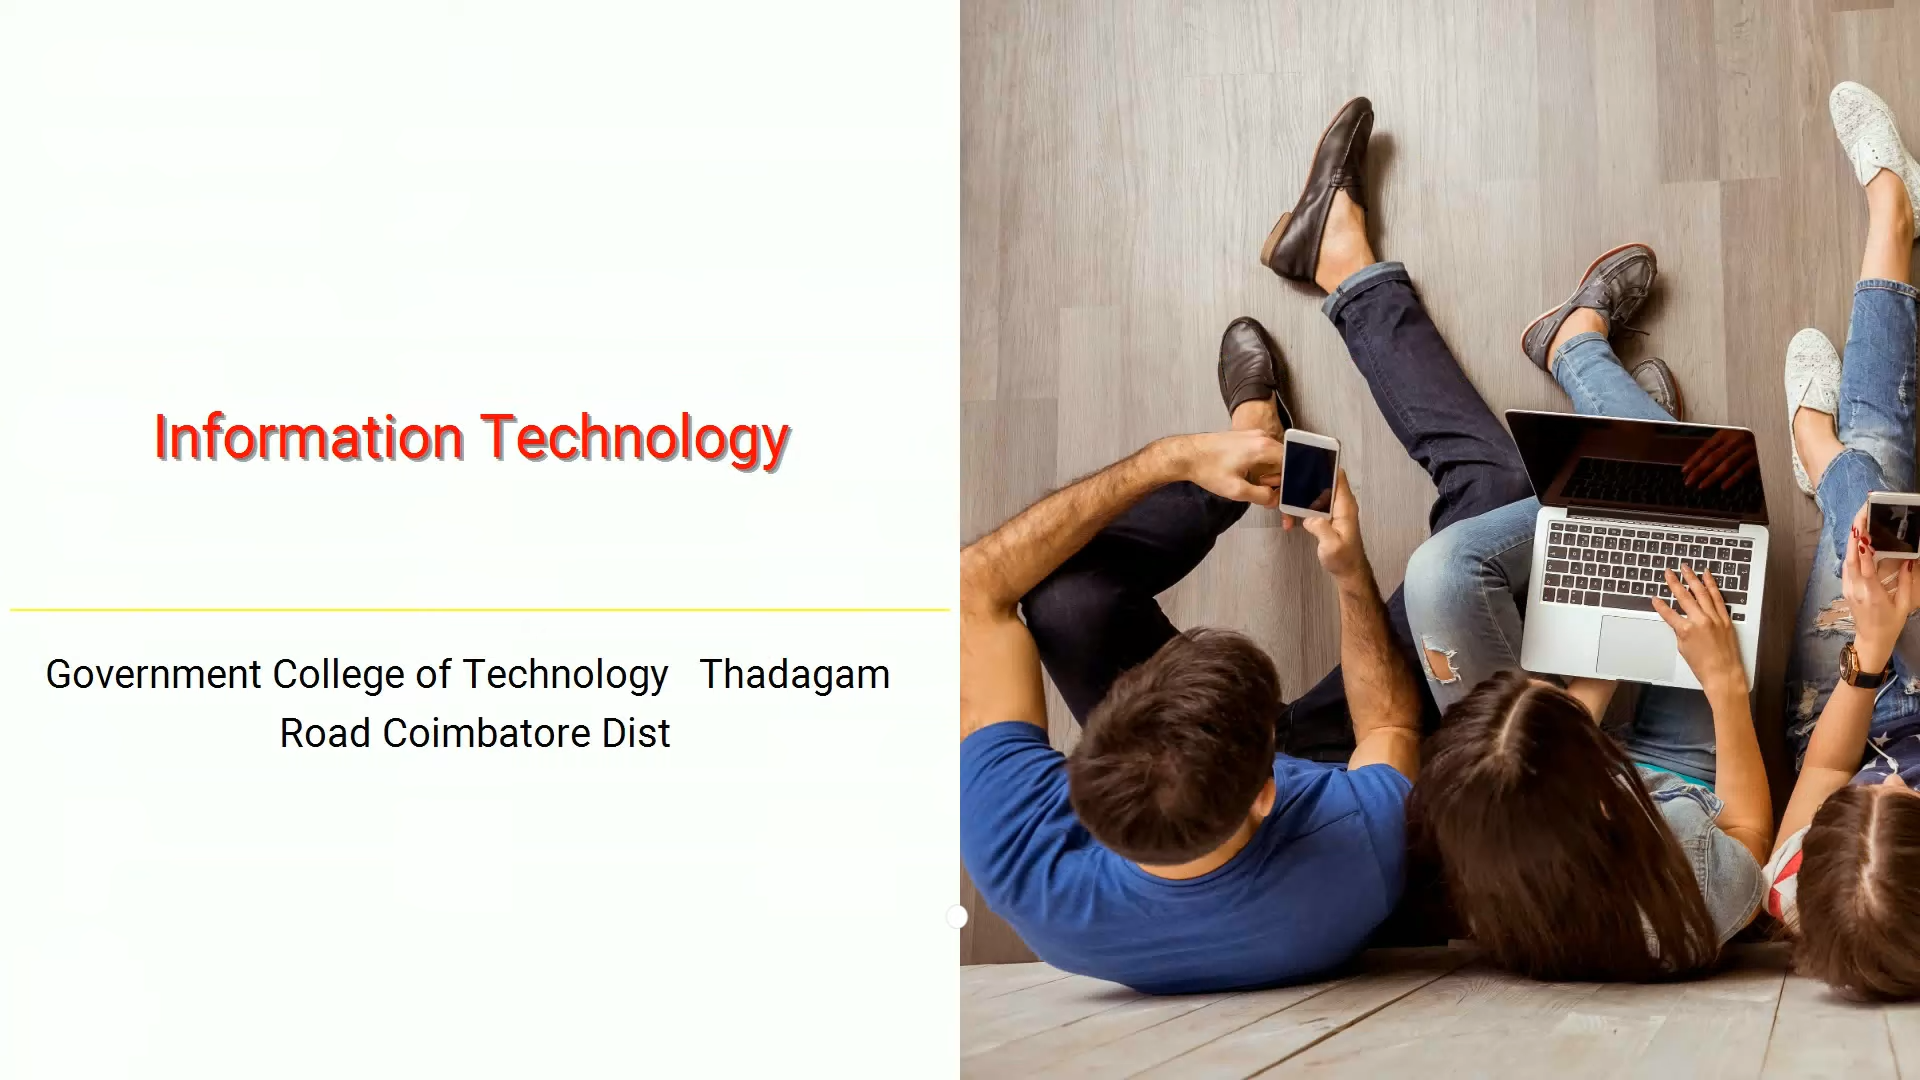 Information Technology
Government College of Technology   Thadagam
Road Coimbatore Dist